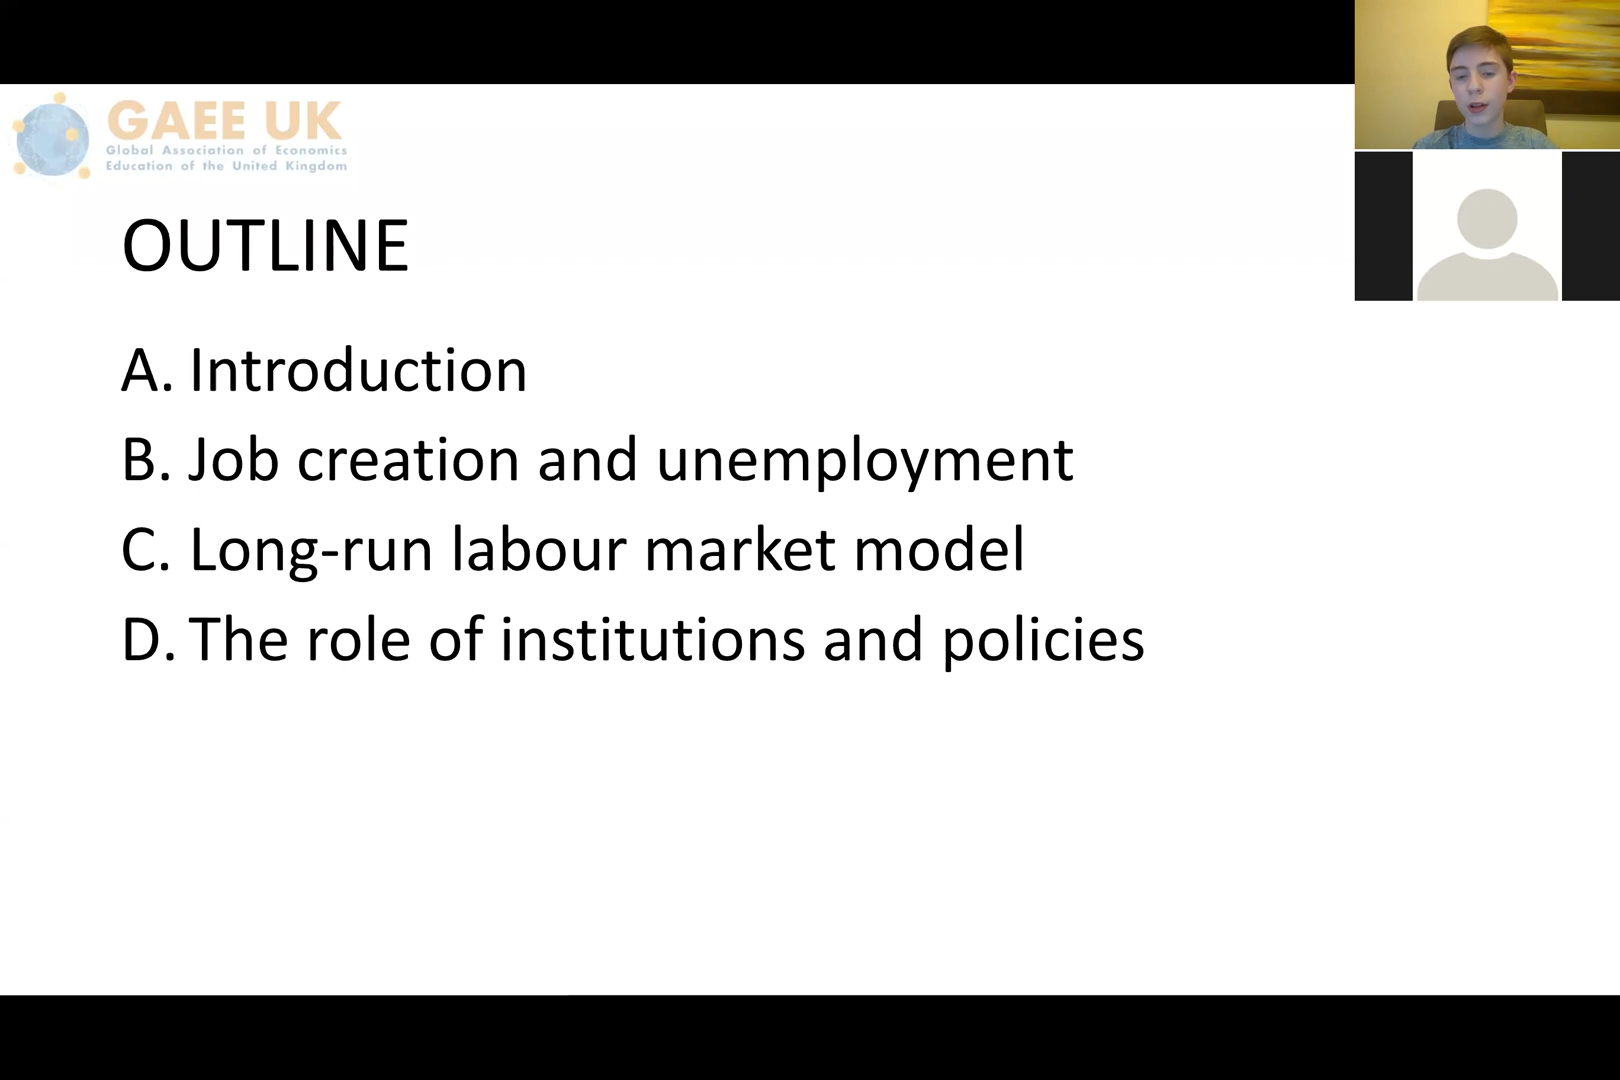 GAEE UK
Global Association of Economics
Education of the United Kingdom
OUTLINE
A. Introduction
B. Job creation and unemployment
C. Long-run labour market model
D. The role of institutions and policies